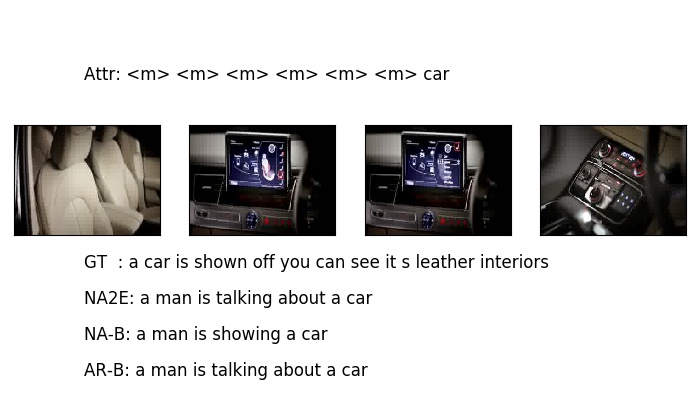 Attr: <m> <m> <m> <m> <m> <m> car
GT : a car is shown off you can see it s leather interiors
NA2E: a man is talking about a car
NA-B: a man is showing a car
AR-B: a man is talking about a car